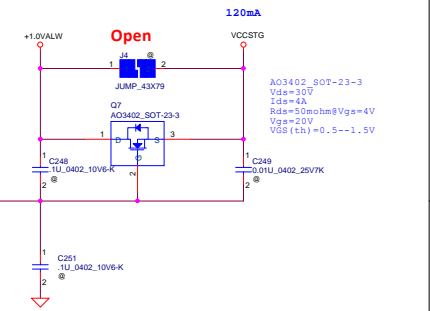 120mA
+1.0VALW
Open
VCCSTG
J4
@
1
2
JUMP_43X79
AO3402_SOT-23-3
Vds=30V
Ids=4A
Rds=50mohm@Vgs=4V
Vgs=20V
VGS(th)=0.5--1.5V
Q7
AO3402_SOT-23-3
1
D
S
3
G
2
1
C248
.1U_0402_10V6-K
@
2
1
C249
0.01U_0402_25V7K
@
2
1
C251
.1U_0402_10V6-K
@
2